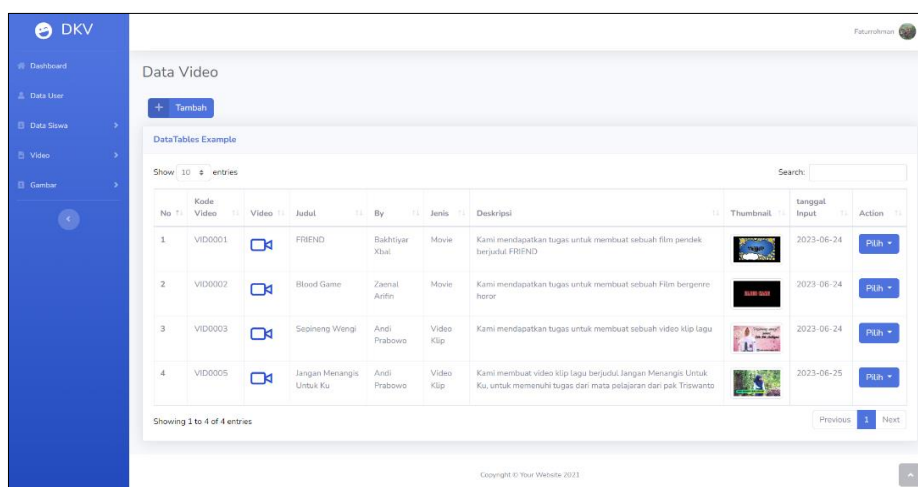 DKV
Faturrohman
Dashboard
Data User
Data Siswa
Video
Gambar
Data Video
+ Tambah
DataTables Example
Show 10 entries
Search:
No Kode Video Video Judul By Jenis Deskripsi Thumbnail tanggal Input Action
1 VID0001 FRIEND Bakhtiyar Xbal Movie Kami mendapatkan tugas untuk membuat sebuah film pendek berjudul FRIEND 2023-06-24 Pilih
2 VID0002 Blood Game Zaenal Arifin Movie Kami mendapatkan tugas untuk membuat sebuah Film bergenre horor 2023-06-24 Pilih
3 VID0003 Sepineng Wengi Andi Prabowo Video Klip Kami mendapatkan tugas untuk membuat sebuah video klip lagu 2023-06-24 Pilih
4 VID0005 Jangan Menangis Untuk Ku Andi Prabowo Video Klip Kami membuat video klip lagu berjudul Jangan Menangis Untuk Ku, untuk memenuhi tugas dari mata pelajaran dari pak Triswanto 2023-06-25 Pilih
Showing 1 to 4 of 4 entries
Previous 1 Next
Copyright © Your Website 2021